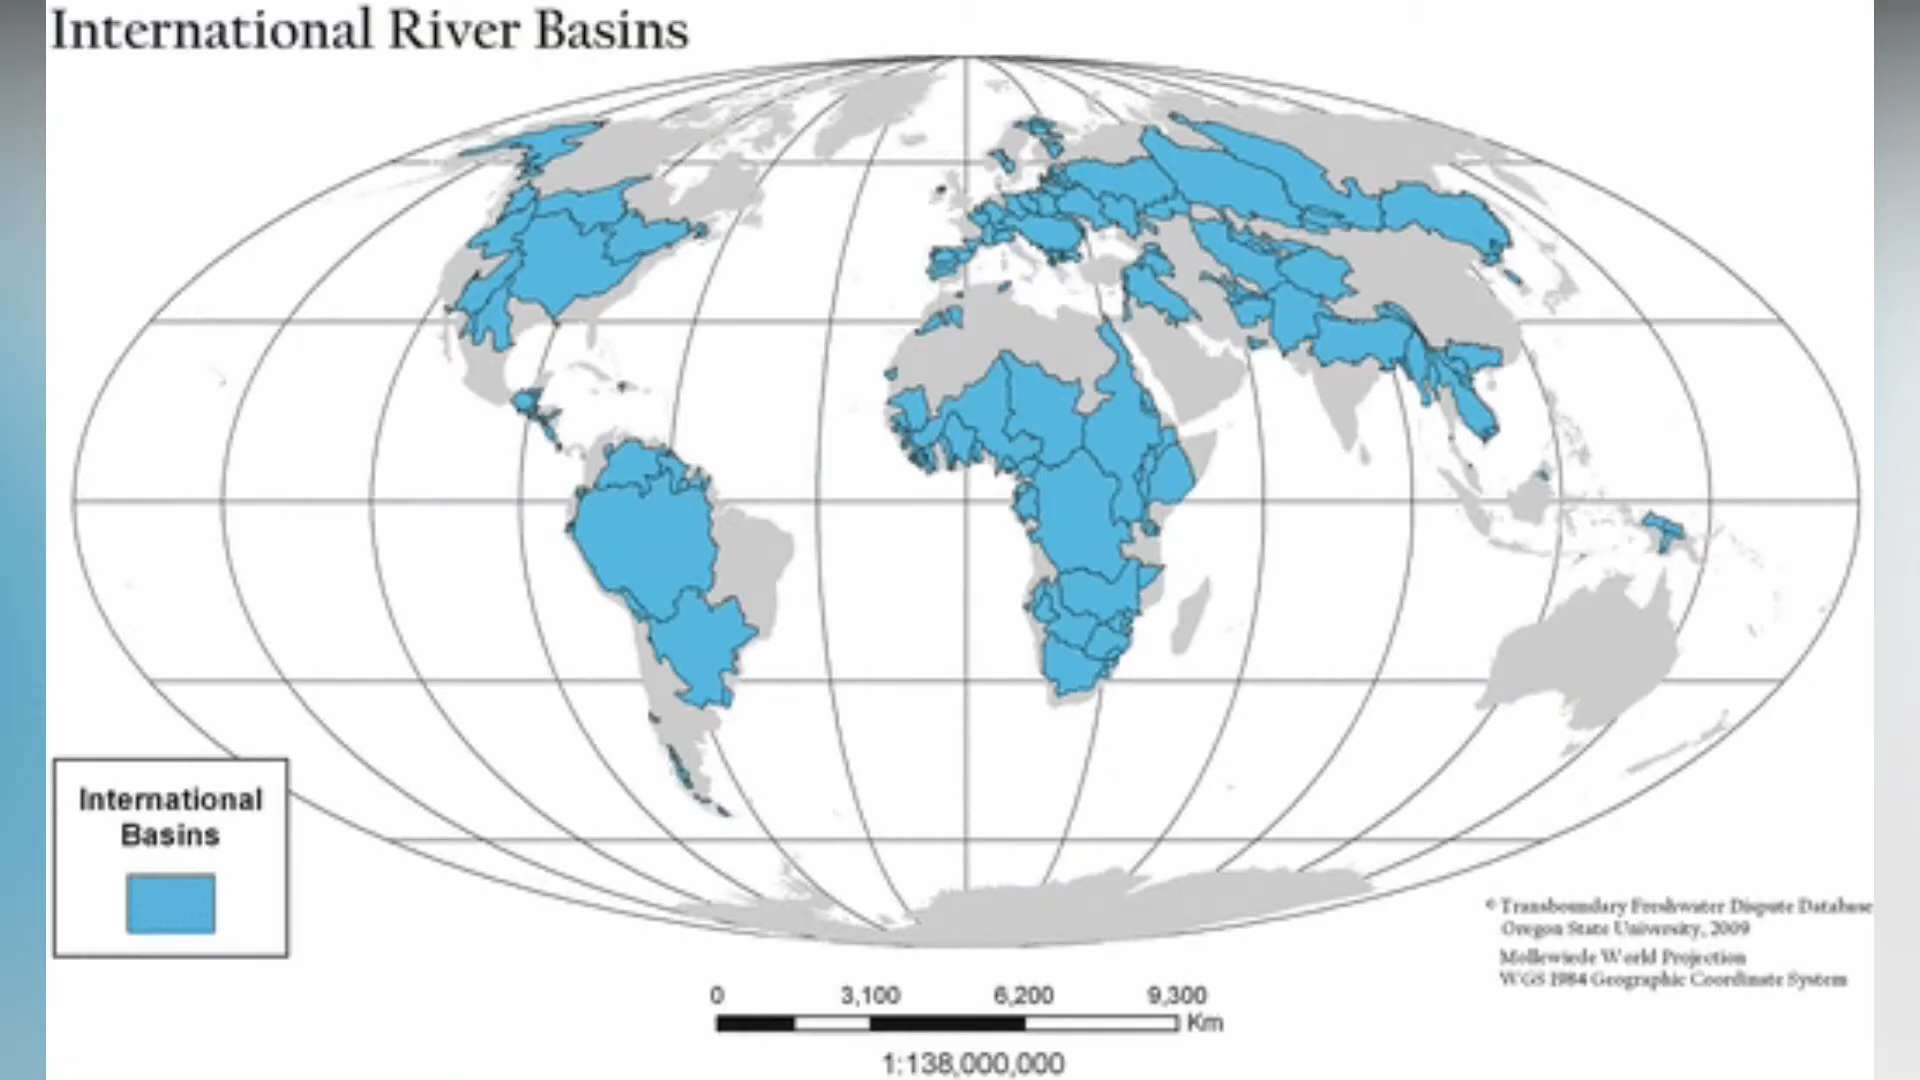 International River Basins
International
Basins
© Transboundary Freshwater Dispute Database
Oregon State University, 2009
Mollewiede World Projection
WGS 1984 Geographic Coordinate System
0 3,100 6,200 9,300
Km
1:138,000,000